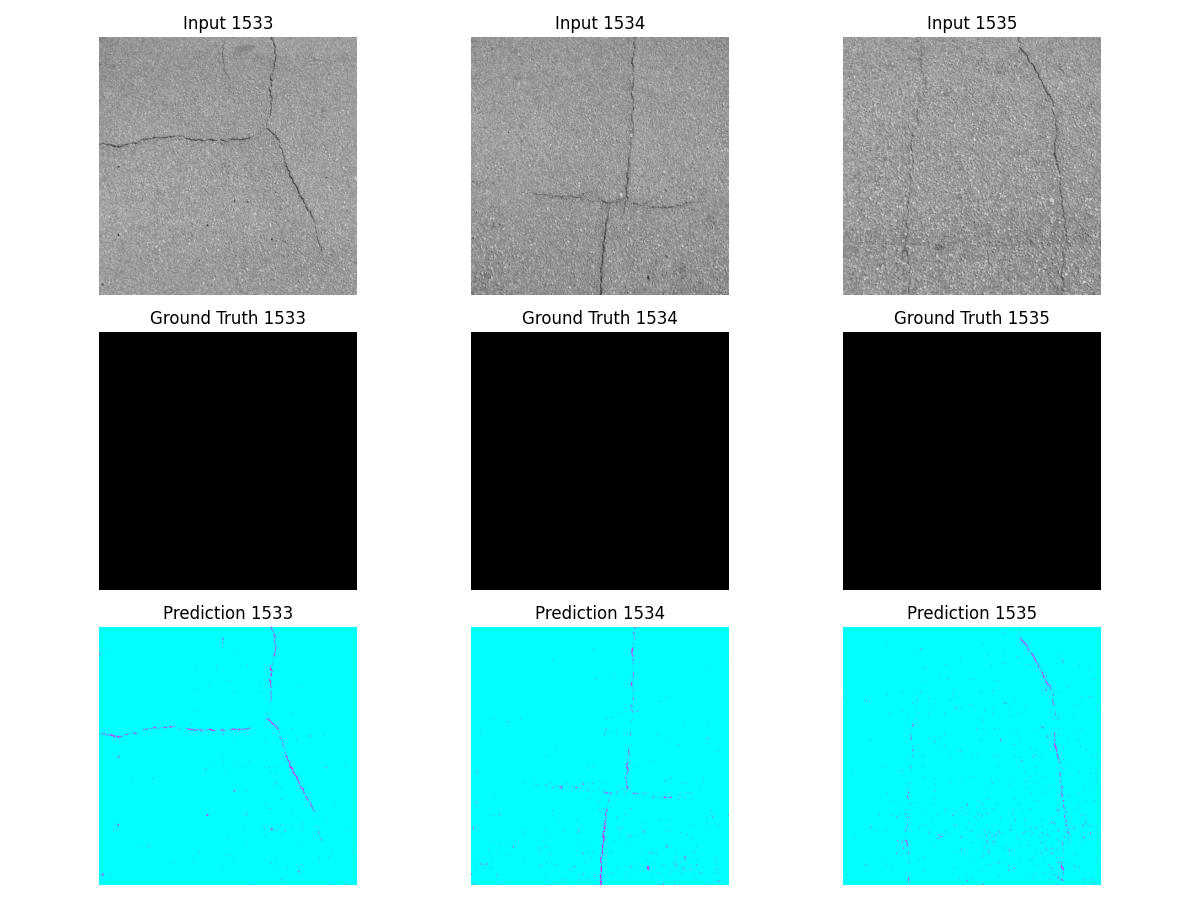 Input 1533
Input 1534
Input 1535
Ground Truth 1533
Ground Truth 1534
Ground Truth 1535
Prediction 1533
Prediction 1534
Prediction 1535